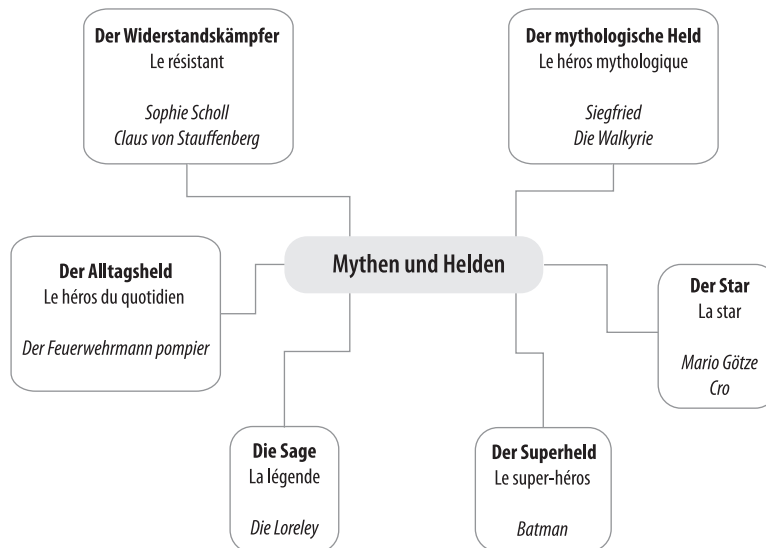 Der Widerstandskämpfer
Le résistant
Sophie Scholl
Claus von Stauffenberg
Der mythologische Held
Le héros mythologique
Siegfried
Die Walkyrie
Mythen und Helden
Der Alltagsheld
Le héros du quotidien
Der Feuerwehrmann pompier
Der Star
La star
Mario Götze
Cro
Die Sage
La légende
Die Loreley
Der Superheld
Le super-héros
Batman